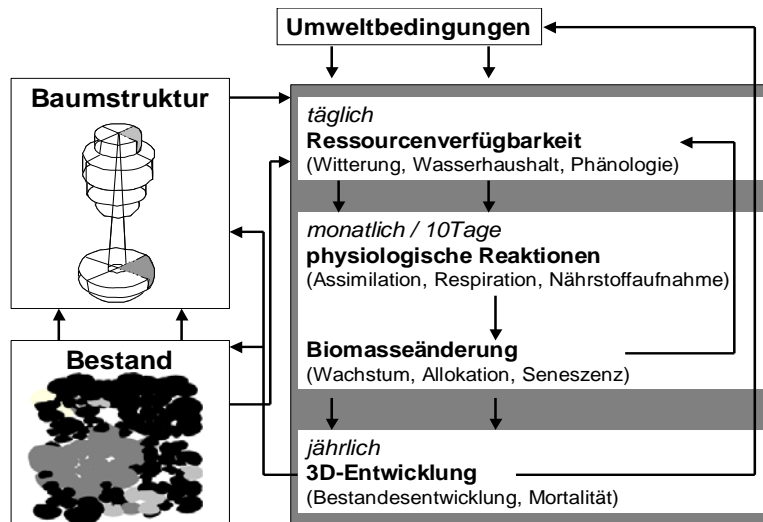 Umweltbedingungen
Baumstruktur
täglich
Ressourcenverfügbarkeit
(Witterung, Wasserhaushalt, Phänologie)
monatlich / 10Tage
physiologische Reaktionen
(Assimilation, Respiration, Nährstoffaufnahme)
Bestand
Biomasseänderung
(Wachstum, Allokation, Seneszenz)
jährlich
3D-Entwicklung
(Bestandesentwicklung, Mortalität)